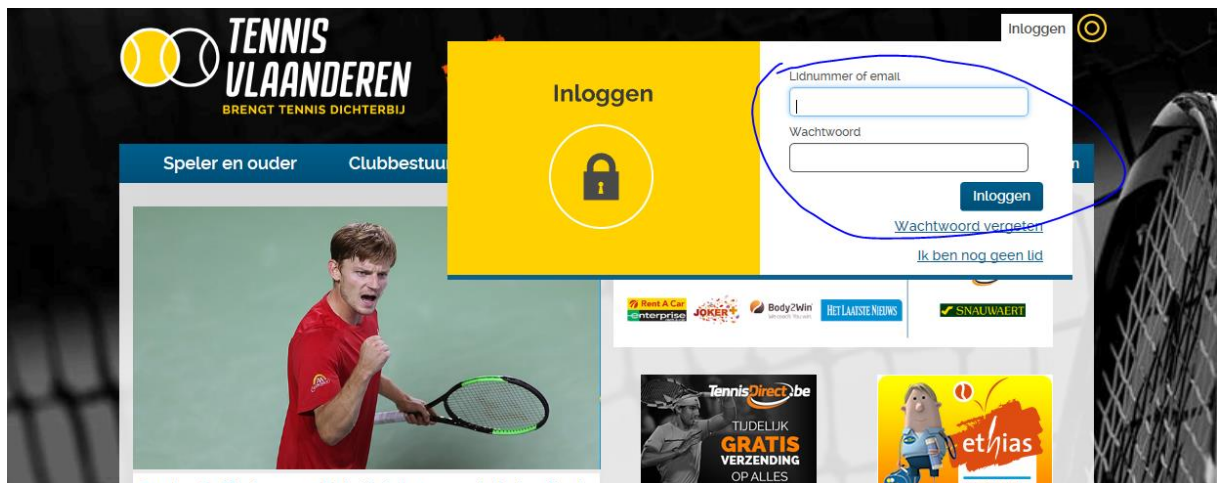 TENNIS
VLAANDEREN
BRENGT TENNIS DICHTERBIJ
Inloggen
Inloggen
Lidnummer of email
Wachtwoord
Inloggen
Wachtwoord vergeten
Ik ben nog geen lid
Speler en ouder
Rent A Car
enterprise
JOKER+
Body2Win
HET LAATSTE NIEUWS
SNAUWAERT
TennisDirect.be
TIJDELIJK
GRATIS
VERZENDING
OP ALLES
ethias